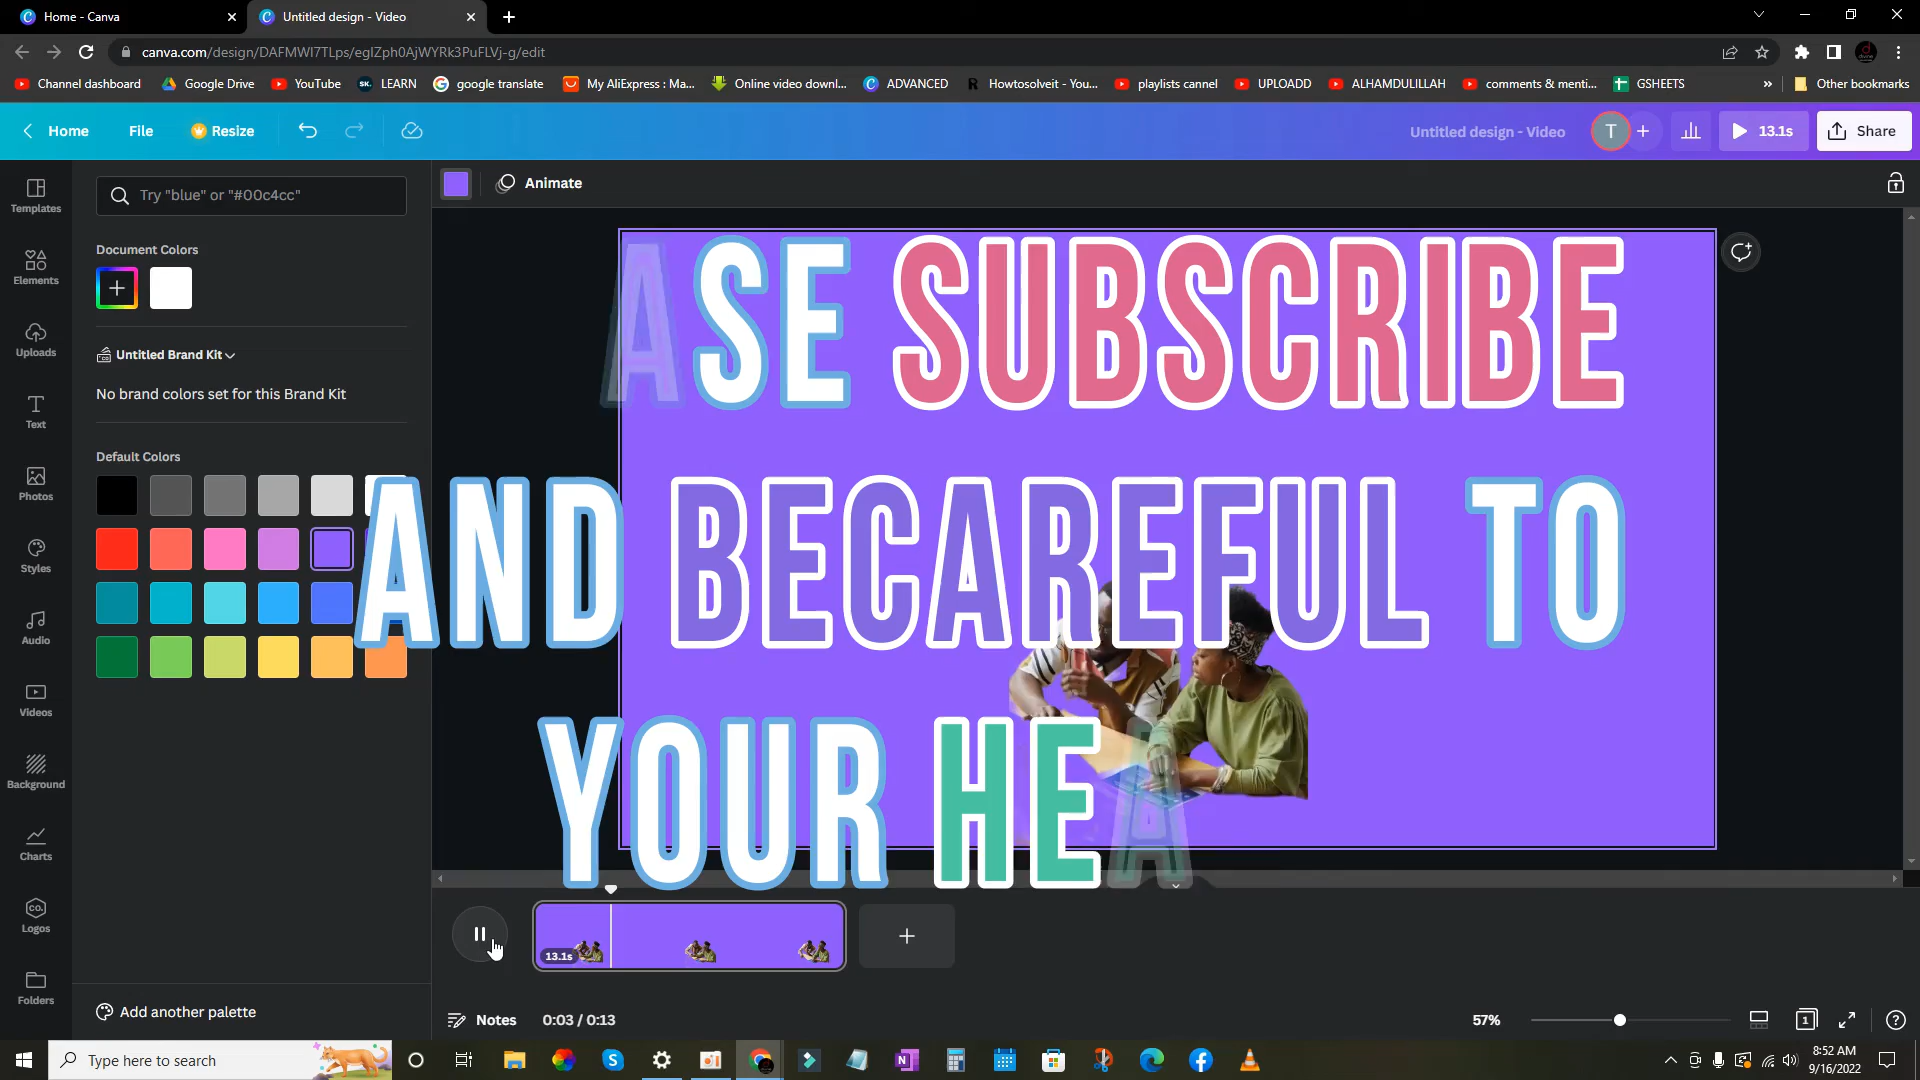 Home - Canva
Untitled design - Video
canva.com/design/DAFMWI7TLps/egIZph0AjWYRk3PuFLVj-g/edit
Channel dashboard
Google Drive
YouTube
SK.
LEARN
google translate
My AliExpress : Ma...
Online video downl...
ADVANCED
Howtosolveit - You...
playlists cannel
UPLOADD
ALHAMDULILLAH
comments & menti...
GSHEETS
»
Other bookmarks
Home
File
Resize
Untitled design - Video
T
13.1s
Share
Templates
Elements
Uploads
Text
Photos
Styles
Audio
Videos
Background
Charts
CO.
Logos
Folders
Try "blue" or "#00c4cc"
Document Colors
Untitled Brand Kit
No brand colors set for this Brand Kit
Default Colors
Add another palette
Animate
ASE SUBSCRIBE
AND BECAREFUL TO
YOUR HEA
13.1s
Notes
0:03 / 0:13
57%
1
Type here to search
8:52 AM
9/16/2022